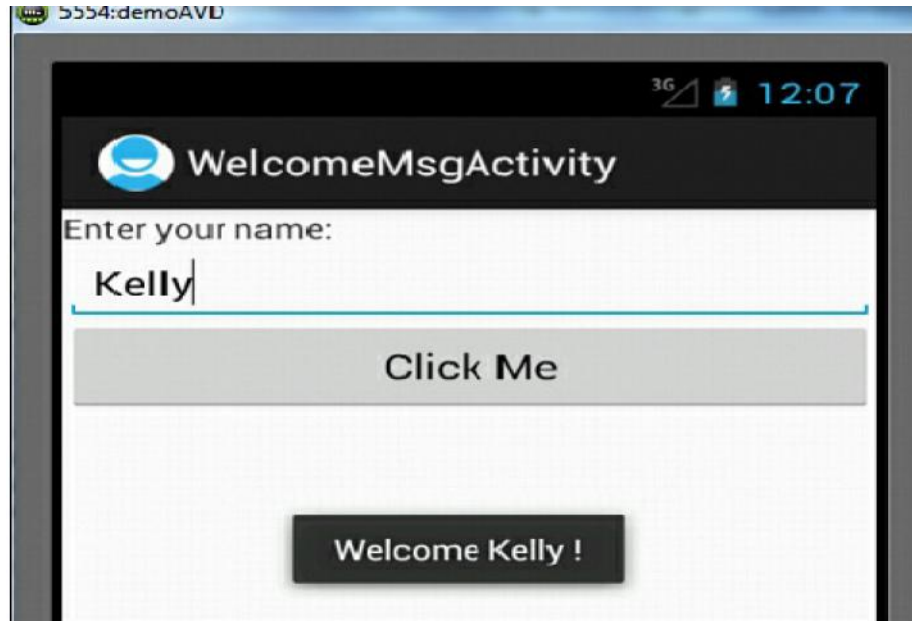 5554:demoAVD
3G 12:07
WelcomeMsgActivity
Enter your name:
Kelly
Click Me
Welcome Kelly !